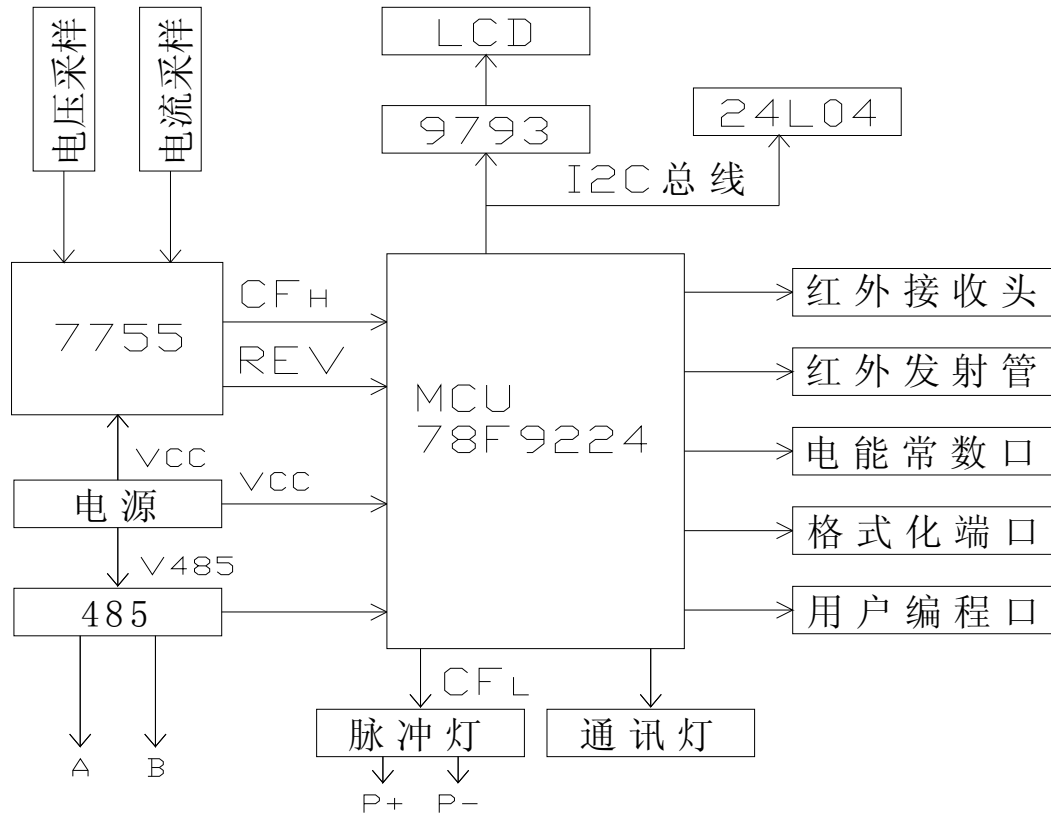 电压采样
电流采样
LCD
9793
24L04
I2C总线
7755
CFH
REV
MCU
78F9224
VCC
电源
VCC
V485
485
A
B
CFL
脉冲灯
P+
P-
通讯灯
红外接收头
红外发射管
电能常数口
格式化端口
用户编程口